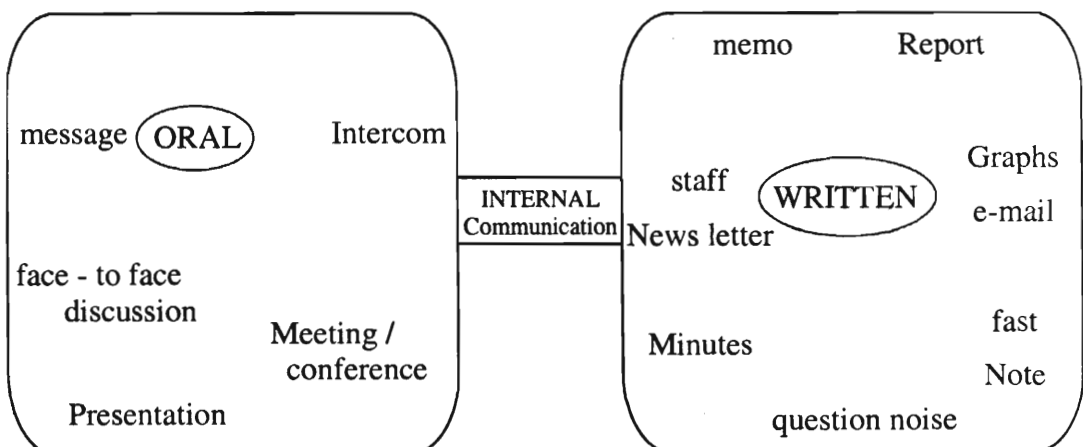 message
ORAL
Intercom
face - to face
discussion
Meeting /
conference
Presentation
INTERNAL
Communication
memo
Report
staff
News letter
WRITTEN
Graphs
e-mail
Minutes
fast
Note
question noise